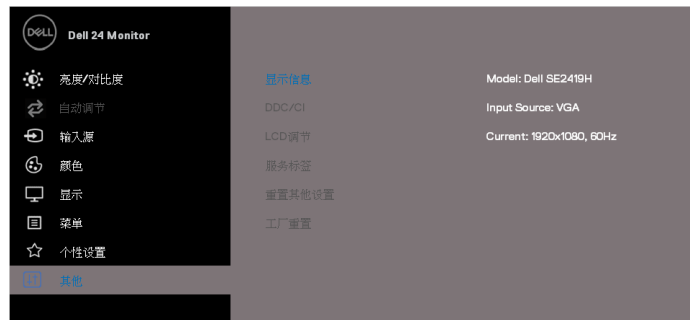 DELL Dell 24 Monitor
亮度/对比度 显示信息 Model: Dell SE2419H
自动调节 DDC/CI Input Source: VGA
输入源 LCD调节 Current: 1920x1080, 60Hz
颜色 服务标签
显示 重置其他设置
菜单 工厂重置
个性设置
其他